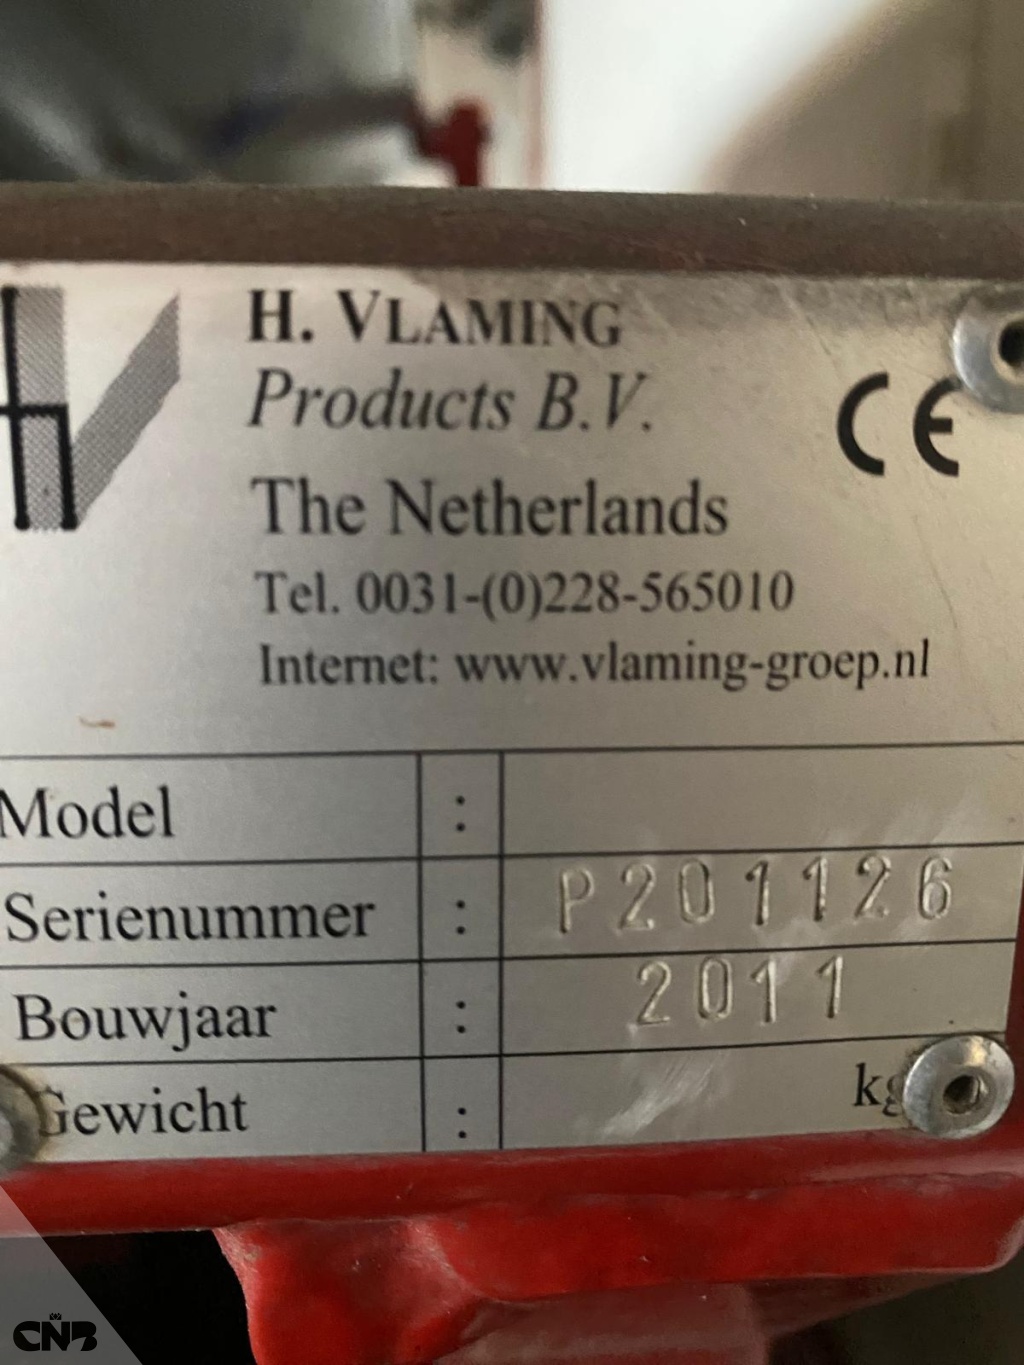 H. VLAMING
Products B.V.
CE
The Netherlands
Tel. 0031-(0)228-565010
Internet: www.vlaming-groep.nl
Model :
Serienummer : P201126
Bouwjaar : 2011
Gewicht : kg
CNB